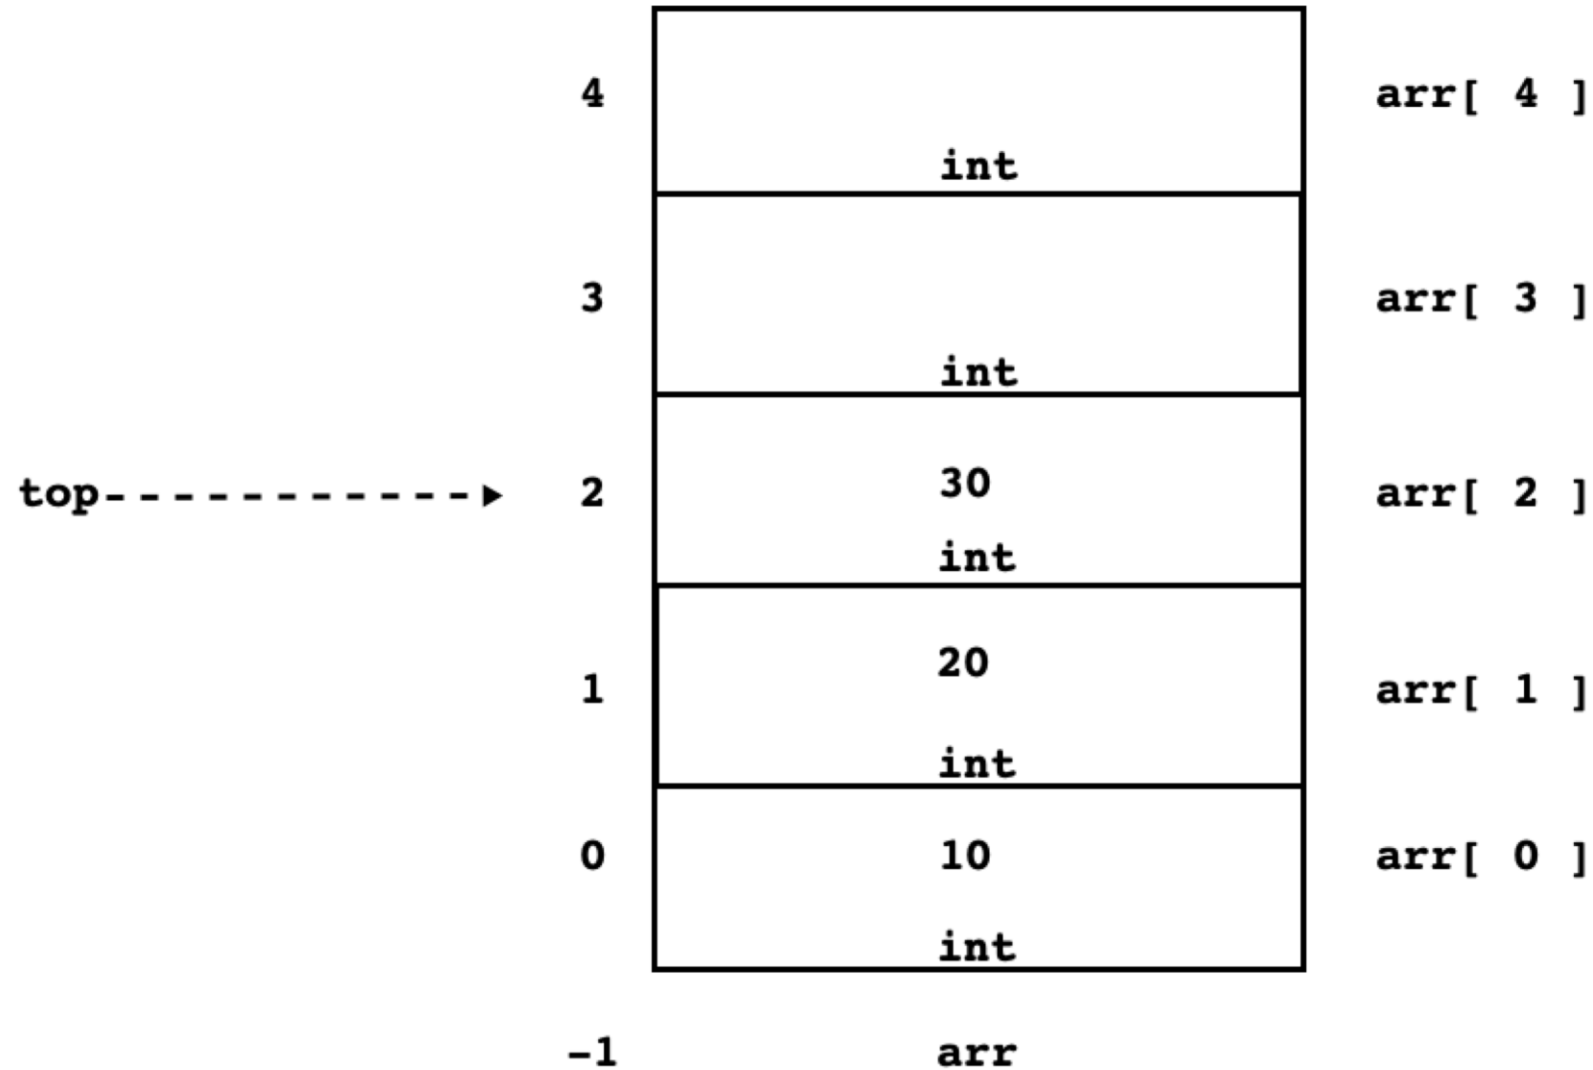 4 arr[ 4 ]
int
3 arr[ 3 ]
int
top 2 30 arr[ 2 ]
int
20
1 arr[ 1 ]
int
0 10 arr[ 0 ]
int
-1 arr